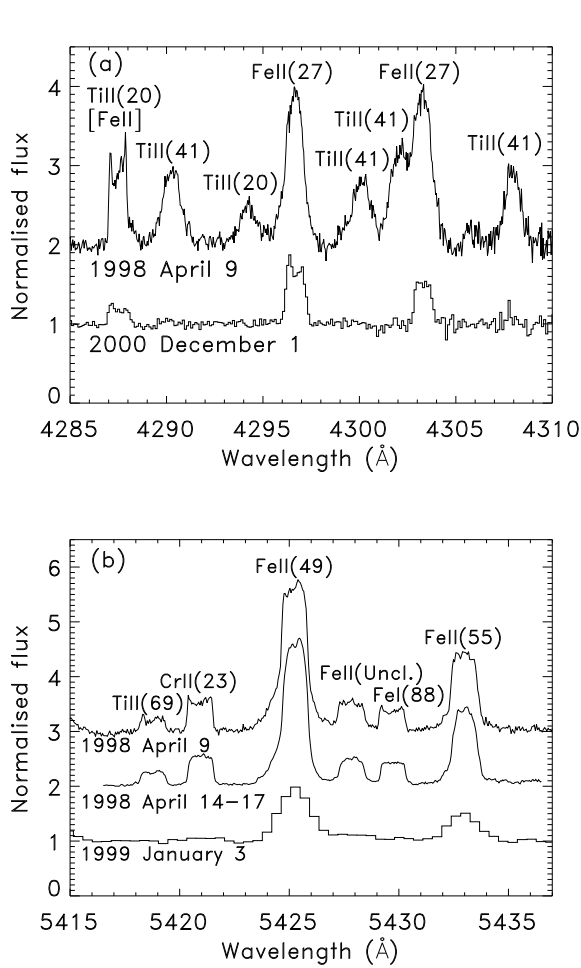 (a)
FeII(27)
FeII(27)
TiII(20)
[FeII]
TiII(41)
TiII(20)
TiII(41)
TiII(41)
TiII(41)
1998 April 9
2000 December 1
Normalised flux
4
3
2
1
0
4285 4290 4295 4300 4305 4310
Wavelength (Å)
(b)
FeII(49)
FeII(55)
CrII(23)
TiII(69)
FeII(Uncl.)
FeI(88)
1998 April 9
1998 April 14-17
1999 January 3
Normalised flux
6
5
4
3
2
1
0
5415 5420 5425 5430 5435
Wavelength (Å)